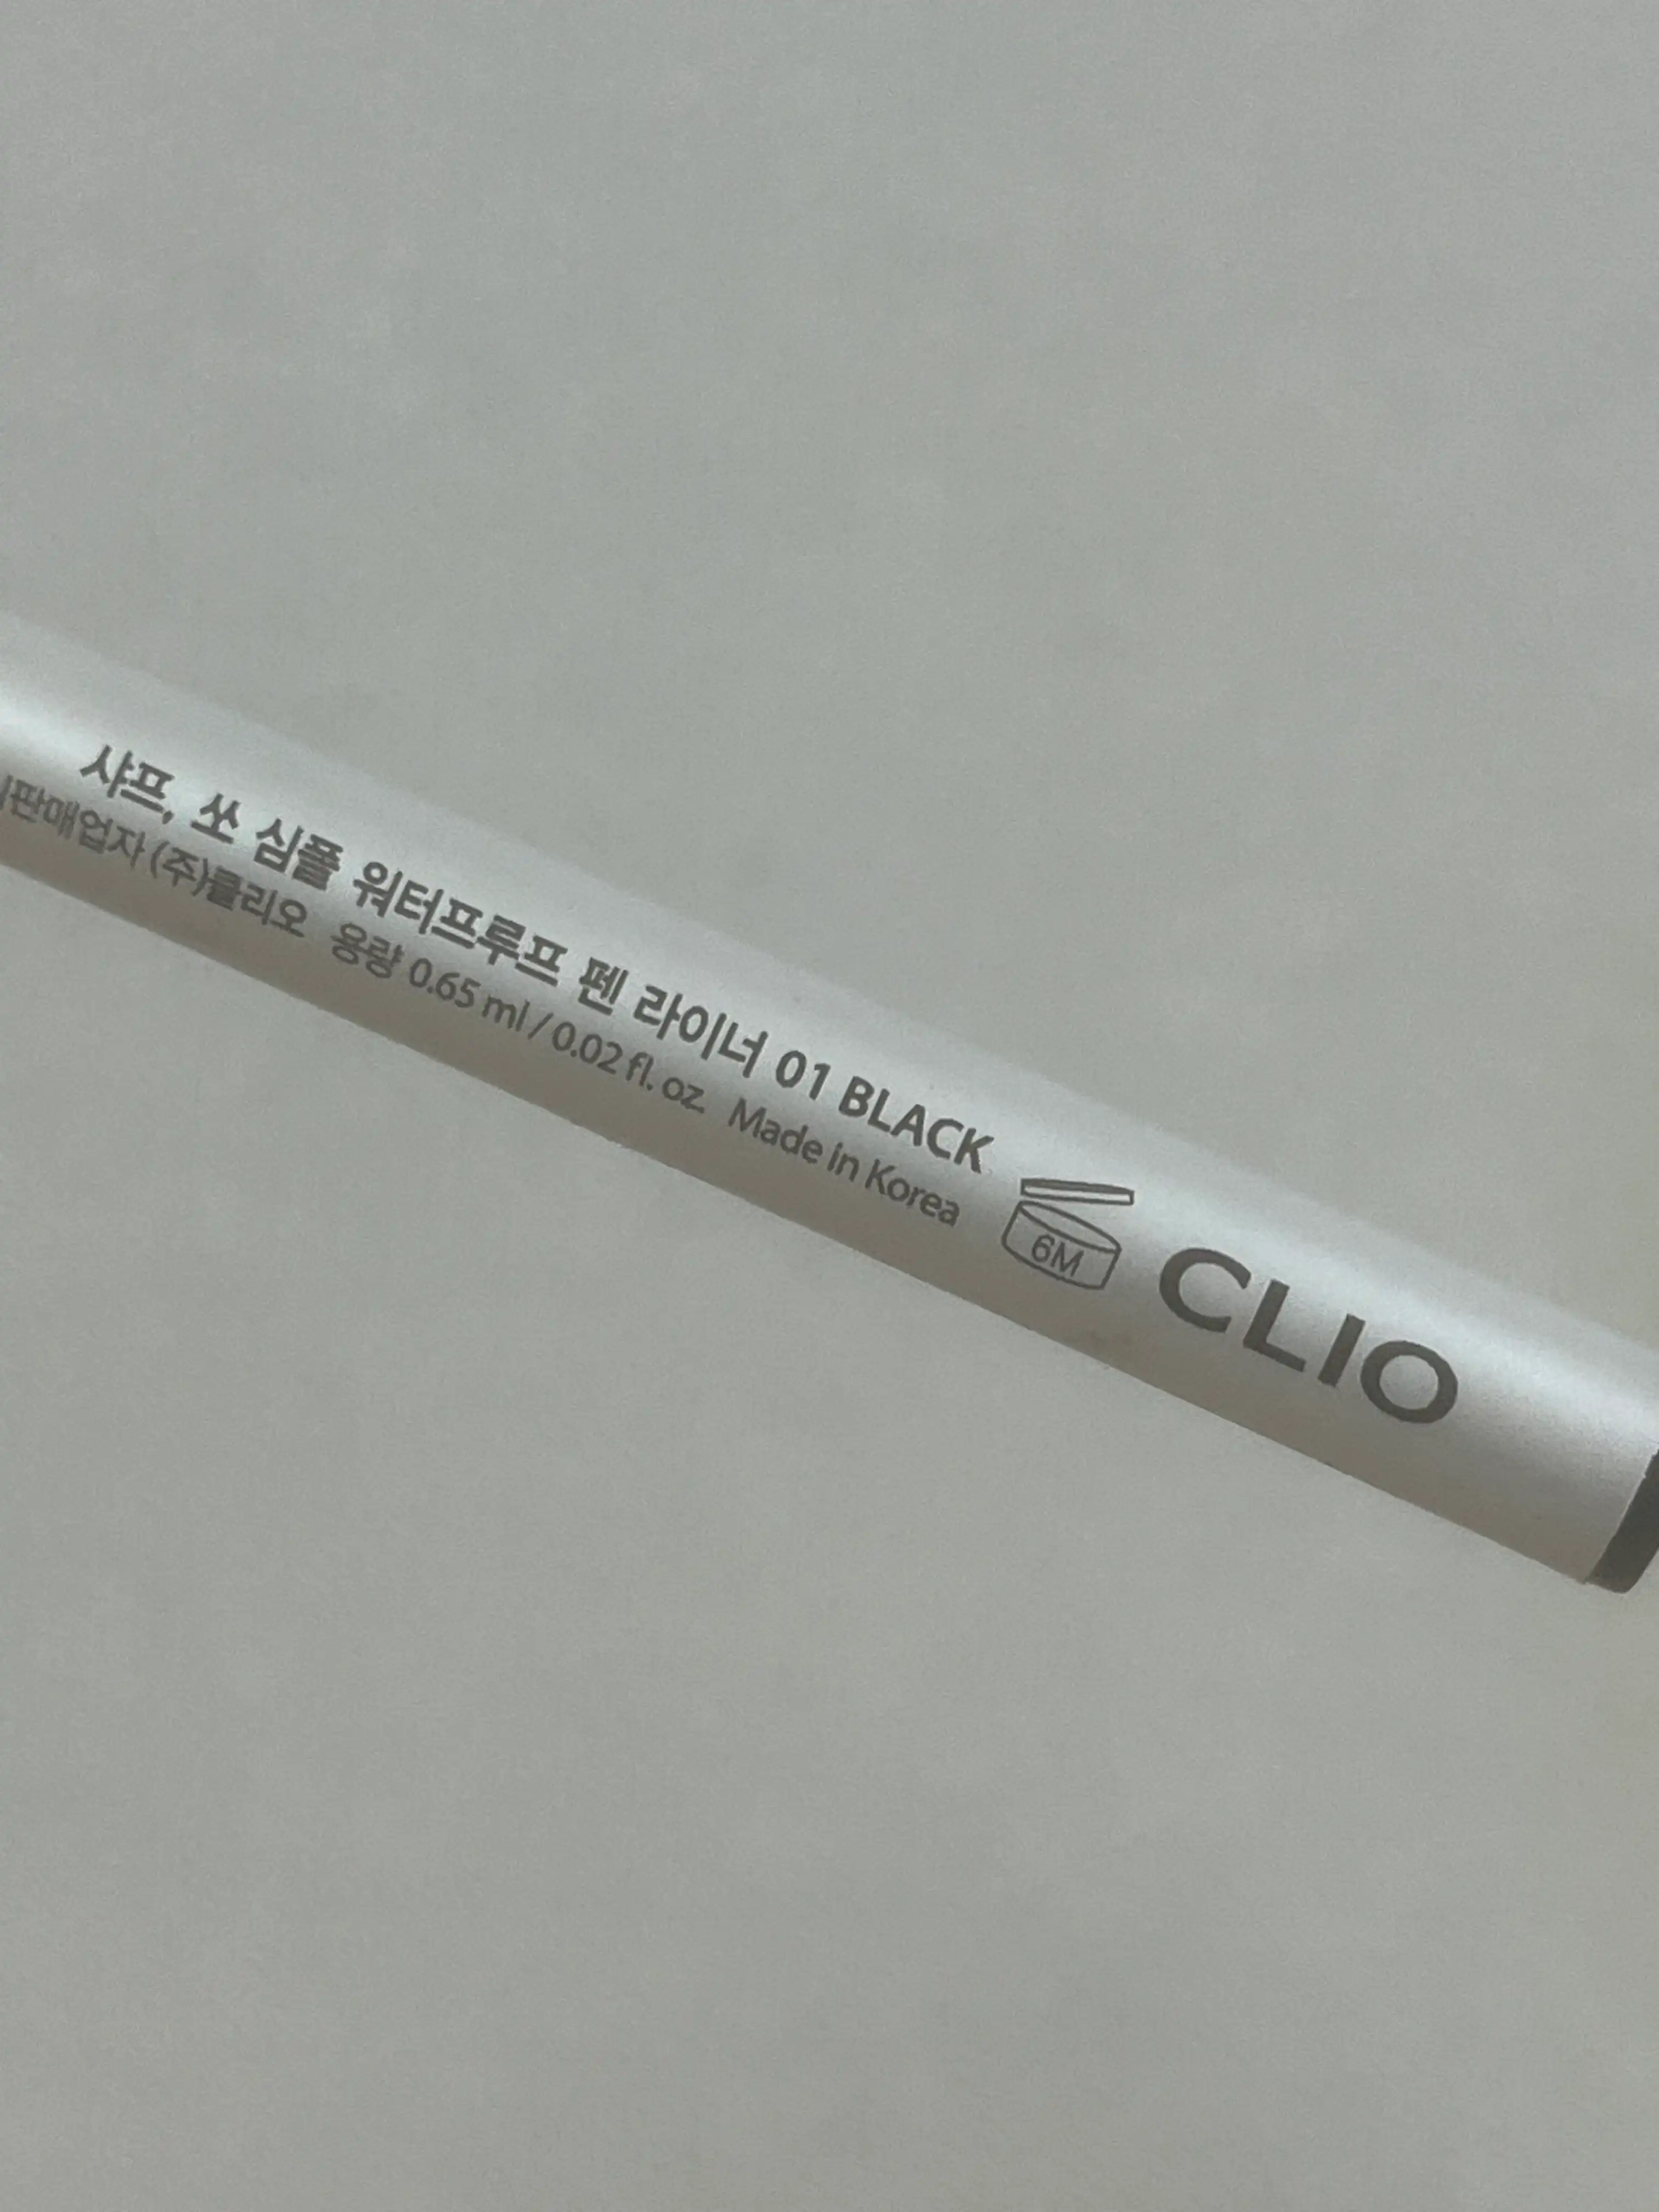 샤프, 쏘 심플 워터프루프 펜 라이너 01 BLACK
판매업자 (주)클리오 용량 0.65 ml / 0.02 fl. oz. Made in Korea
6M
CLIO